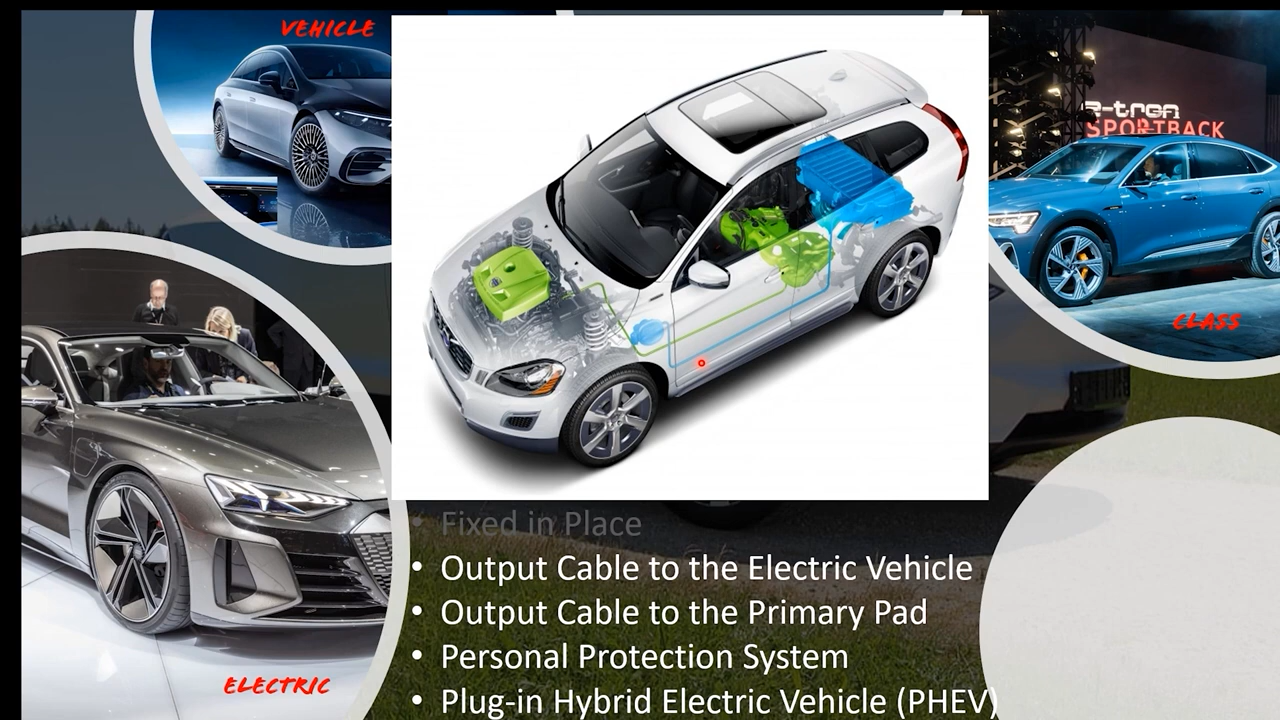 VEHICLE
e-tron
SPORTBACK
CLASS
• Fixed in Place
• Output Cable to the Electric Vehicle
• Output Cable to the Primary Pad
• Personal Protection System
• Plug-in Hybrid Electric Vehicle (PHEV)
ELECTRIC